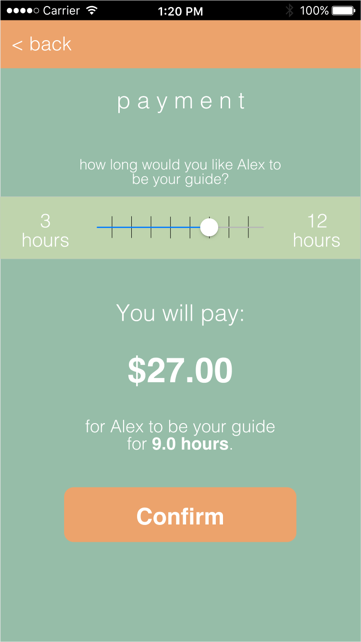 Carrier 1:20 PM 100%
< back
payment
how long would you like Alex to
be your guide?
3
hours
12
hours
You will pay:
$27.00
for Alex to be your guide
for 9.0 hours.
Confirm